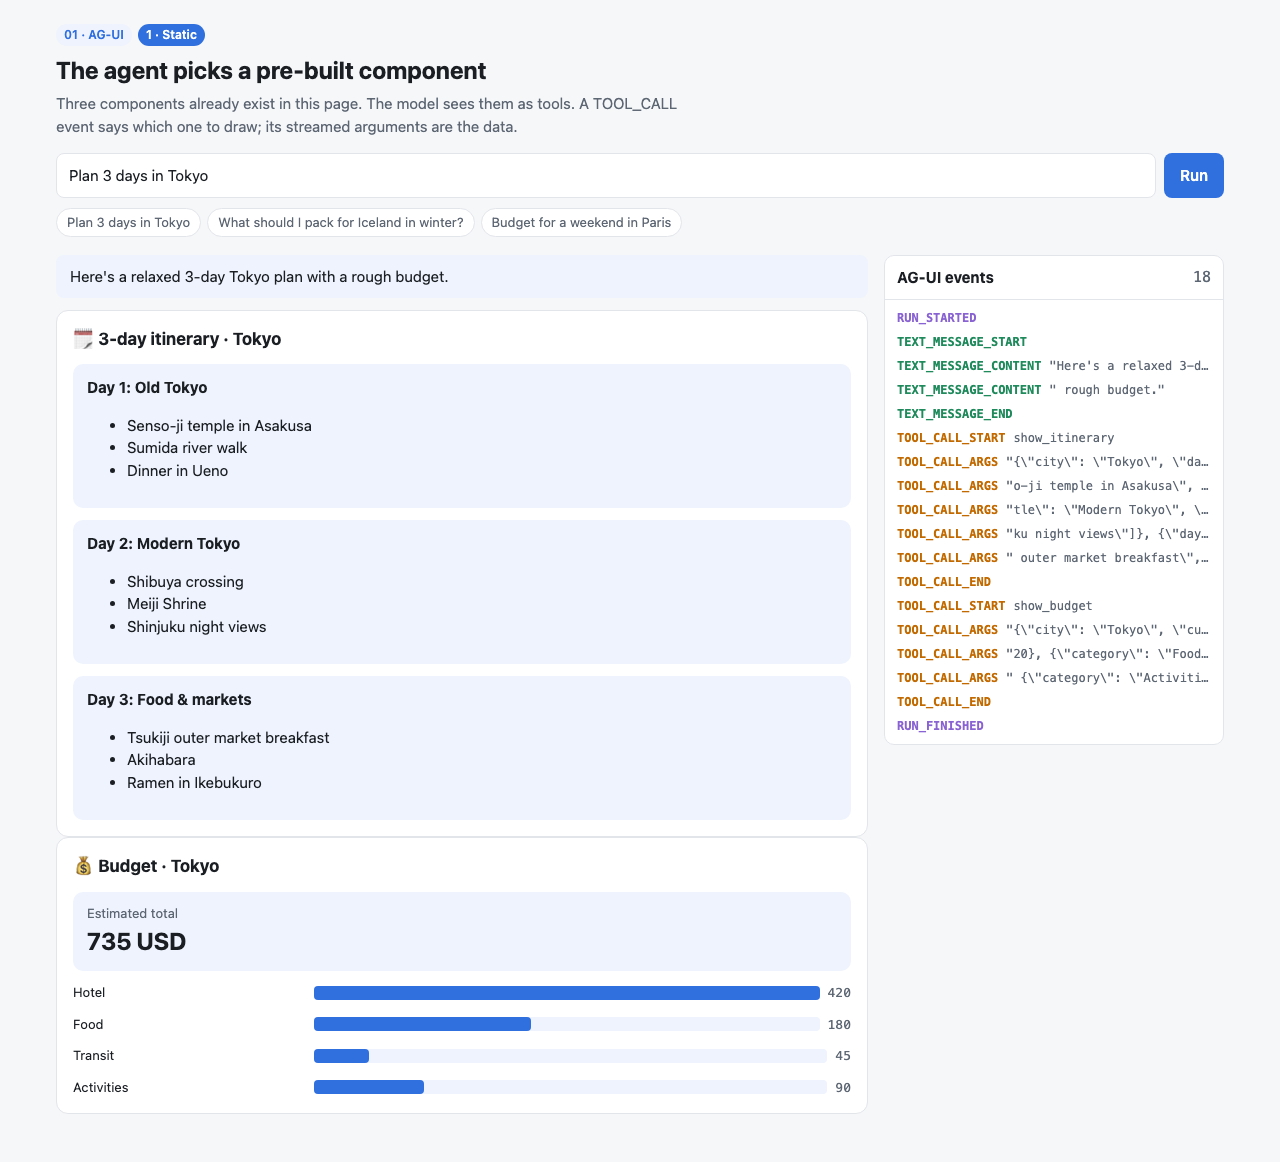 01 · AG-UI
1 · Static
The agent picks a pre-built component
Three components already exist in this page. The model sees them as tools. A TOOL_CALL
event says which one to draw; its streamed arguments are the data.
Plan 3 days in Tokyo
Run
Plan 3 days in Tokyo
What should I pack for Iceland in winter?
Budget for a weekend in Paris
Here's a relaxed 3-day Tokyo plan with a rough budget.
3-day itinerary · Tokyo
Day 1: Old Tokyo
• Senso-ji temple in Asakusa
• Sumida river walk
• Dinner in Ueno
Day 2: Modern Tokyo
• Shibuya crossing
• Meiji Shrine
• Shinjuku night views
Day 3: Food & markets
• Tsukiji outer market breakfast
• Akihabara
• Ramen in Ikebukuro
Budget · Tokyo
Estimated total
735 USD
Hotel 420
Food 180
Transit 45
Activities 90
AG-UI events 18
RUN_STARTED
TEXT_MESSAGE_START
TEXT_MESSAGE_CONTENT "Here's a relaxed 3-d…
TEXT_MESSAGE_CONTENT " rough budget."
TEXT_MESSAGE_END
TOOL_CALL_START show_itinerary
TOOL_CALL_ARGS "{\"city\": \"Tokyo\", \"da…
TOOL_CALL_ARGS "o-ji temple in Asakusa\", …
TOOL_CALL_ARGS "tle\": \"Modern Tokyo\", \…
TOOL_CALL_ARGS "ku night views\"]}, {\"day…
TOOL_CALL_ARGS " outer market breakfast\",…
TOOL_CALL_END
TOOL_CALL_START show_budget
TOOL_CALL_ARGS "{\"city\": \"Tokyo\", \"cu…
TOOL_CALL_ARGS "20}, {\"category\": \"Food…
TOOL_CALL_ARGS " {\"category\": \"Activiti…
TOOL_CALL_END
RUN_FINISHED